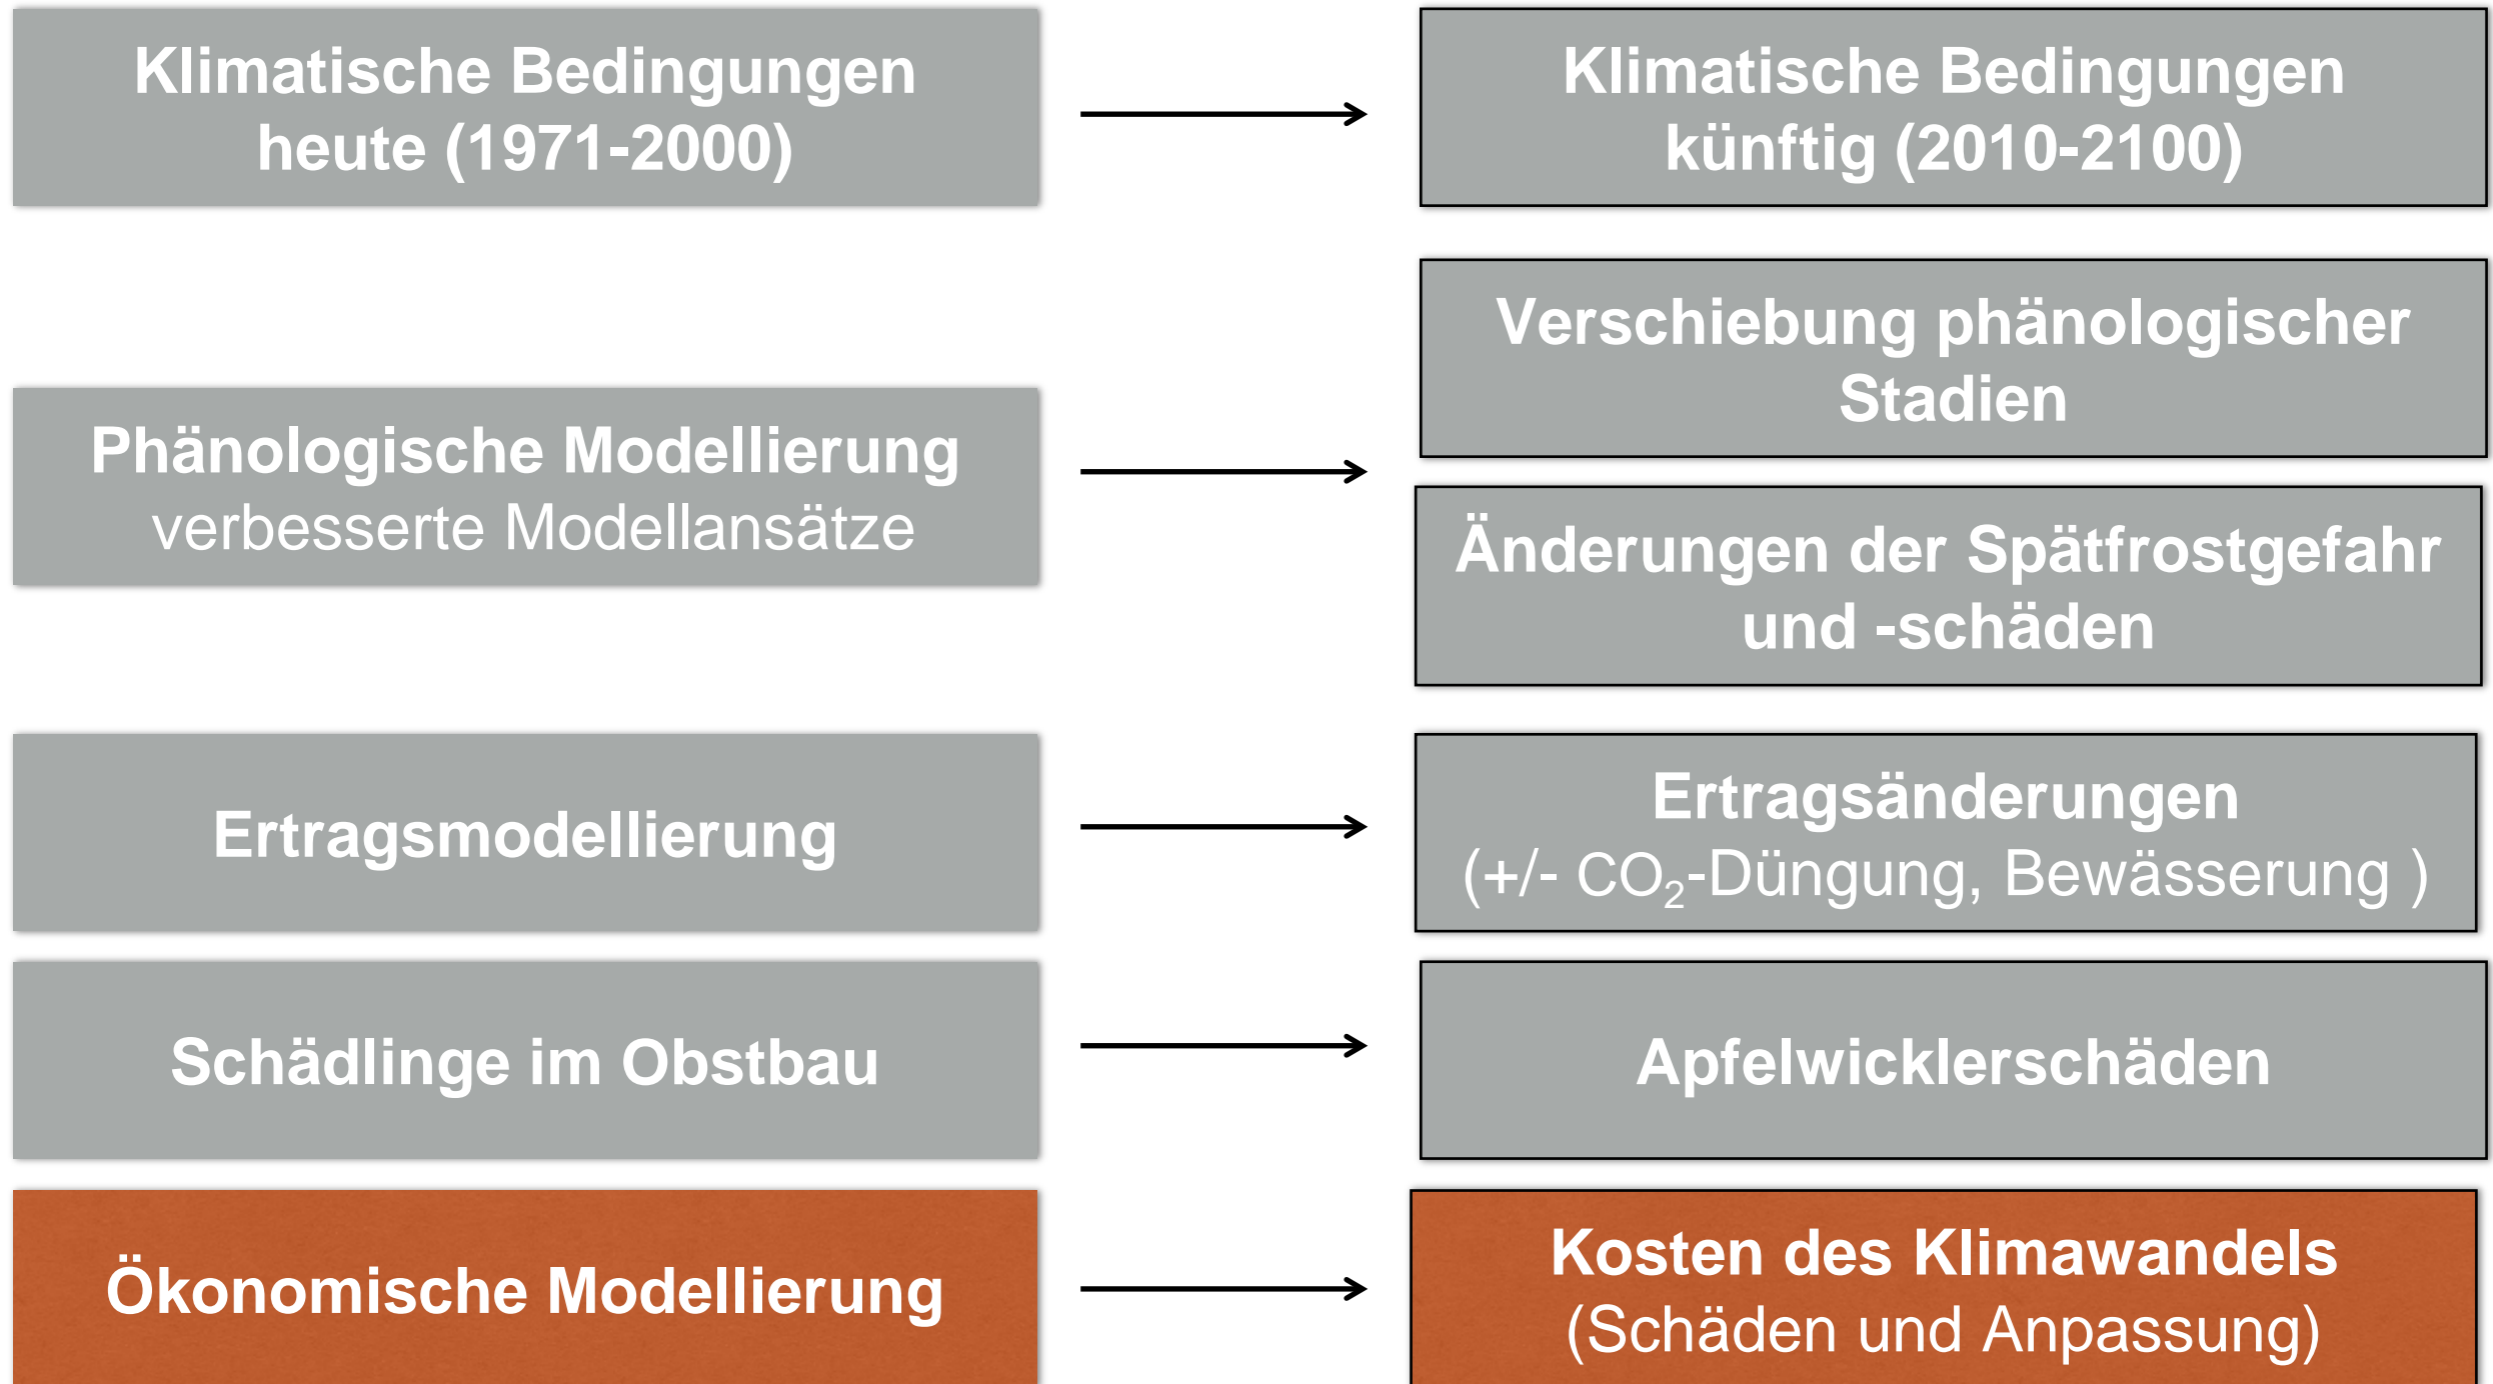 Klimatische Bedingungen
heute (1971-2000)
Klimatische Bedingungen
künftig (2010-2100)
Phänologische Modellierung
verbesserte Modellansätze
Verschiebung phänologischer
Stadien
Änderungen der Spätfrostgefahr
und -schäden
Ertragsmodellierung
Ertragsänderungen
(+/- CO₂-Düngung, Bewässerung )
Schädlinge im Obstbau
Apfelwicklerschäden
Ökonomische Modellierung
Kosten des Klimawandels
(Schäden und Anpassung)